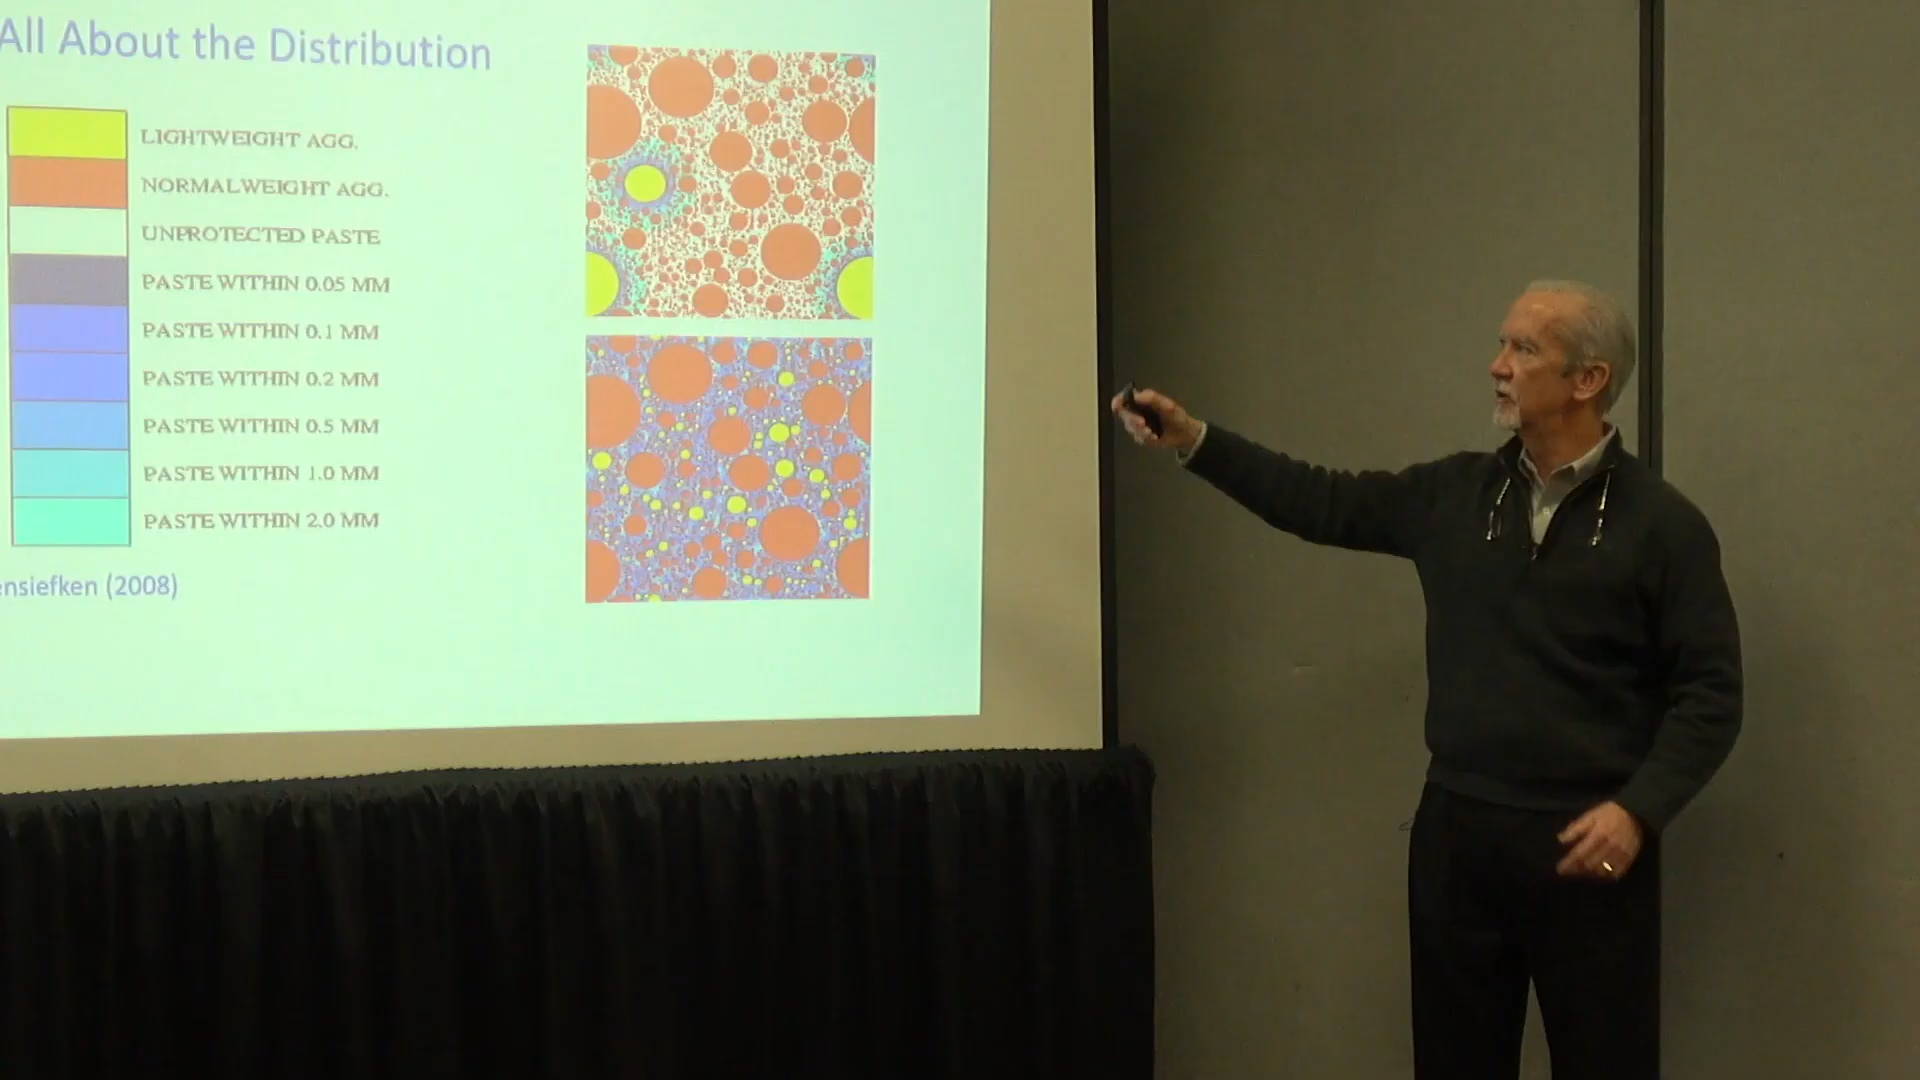 All About the Distribution
LIGHTWEIGHT AGG.
NORMALWEIGHT AGG.
UNPROTECTED PASTE
PASTE WITHIN 0.05 MM
PASTE WITHIN 0.1 MM
PASTE WITHIN 0.2 MM
PASTE WITHIN 0.5 MM
PASTE WITHIN 1.0 MM
PASTE WITHIN 2.0 MM
ensiefken (2008)